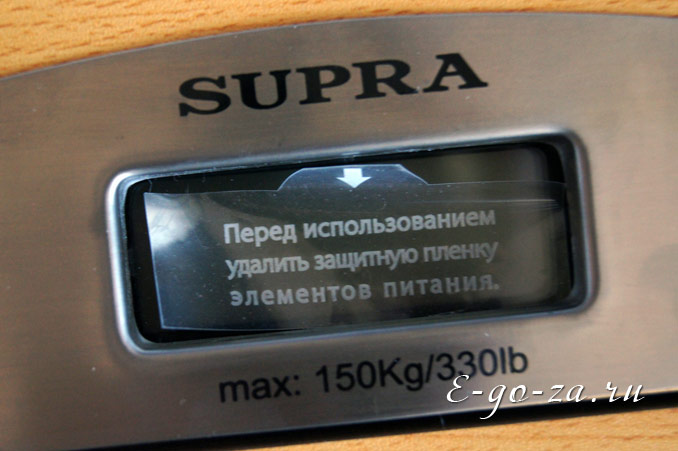 SUPRA
Перед использованием
удалить защитную пленку
элементов питания.
max: 150Kg/330lb
E-go-za.ru